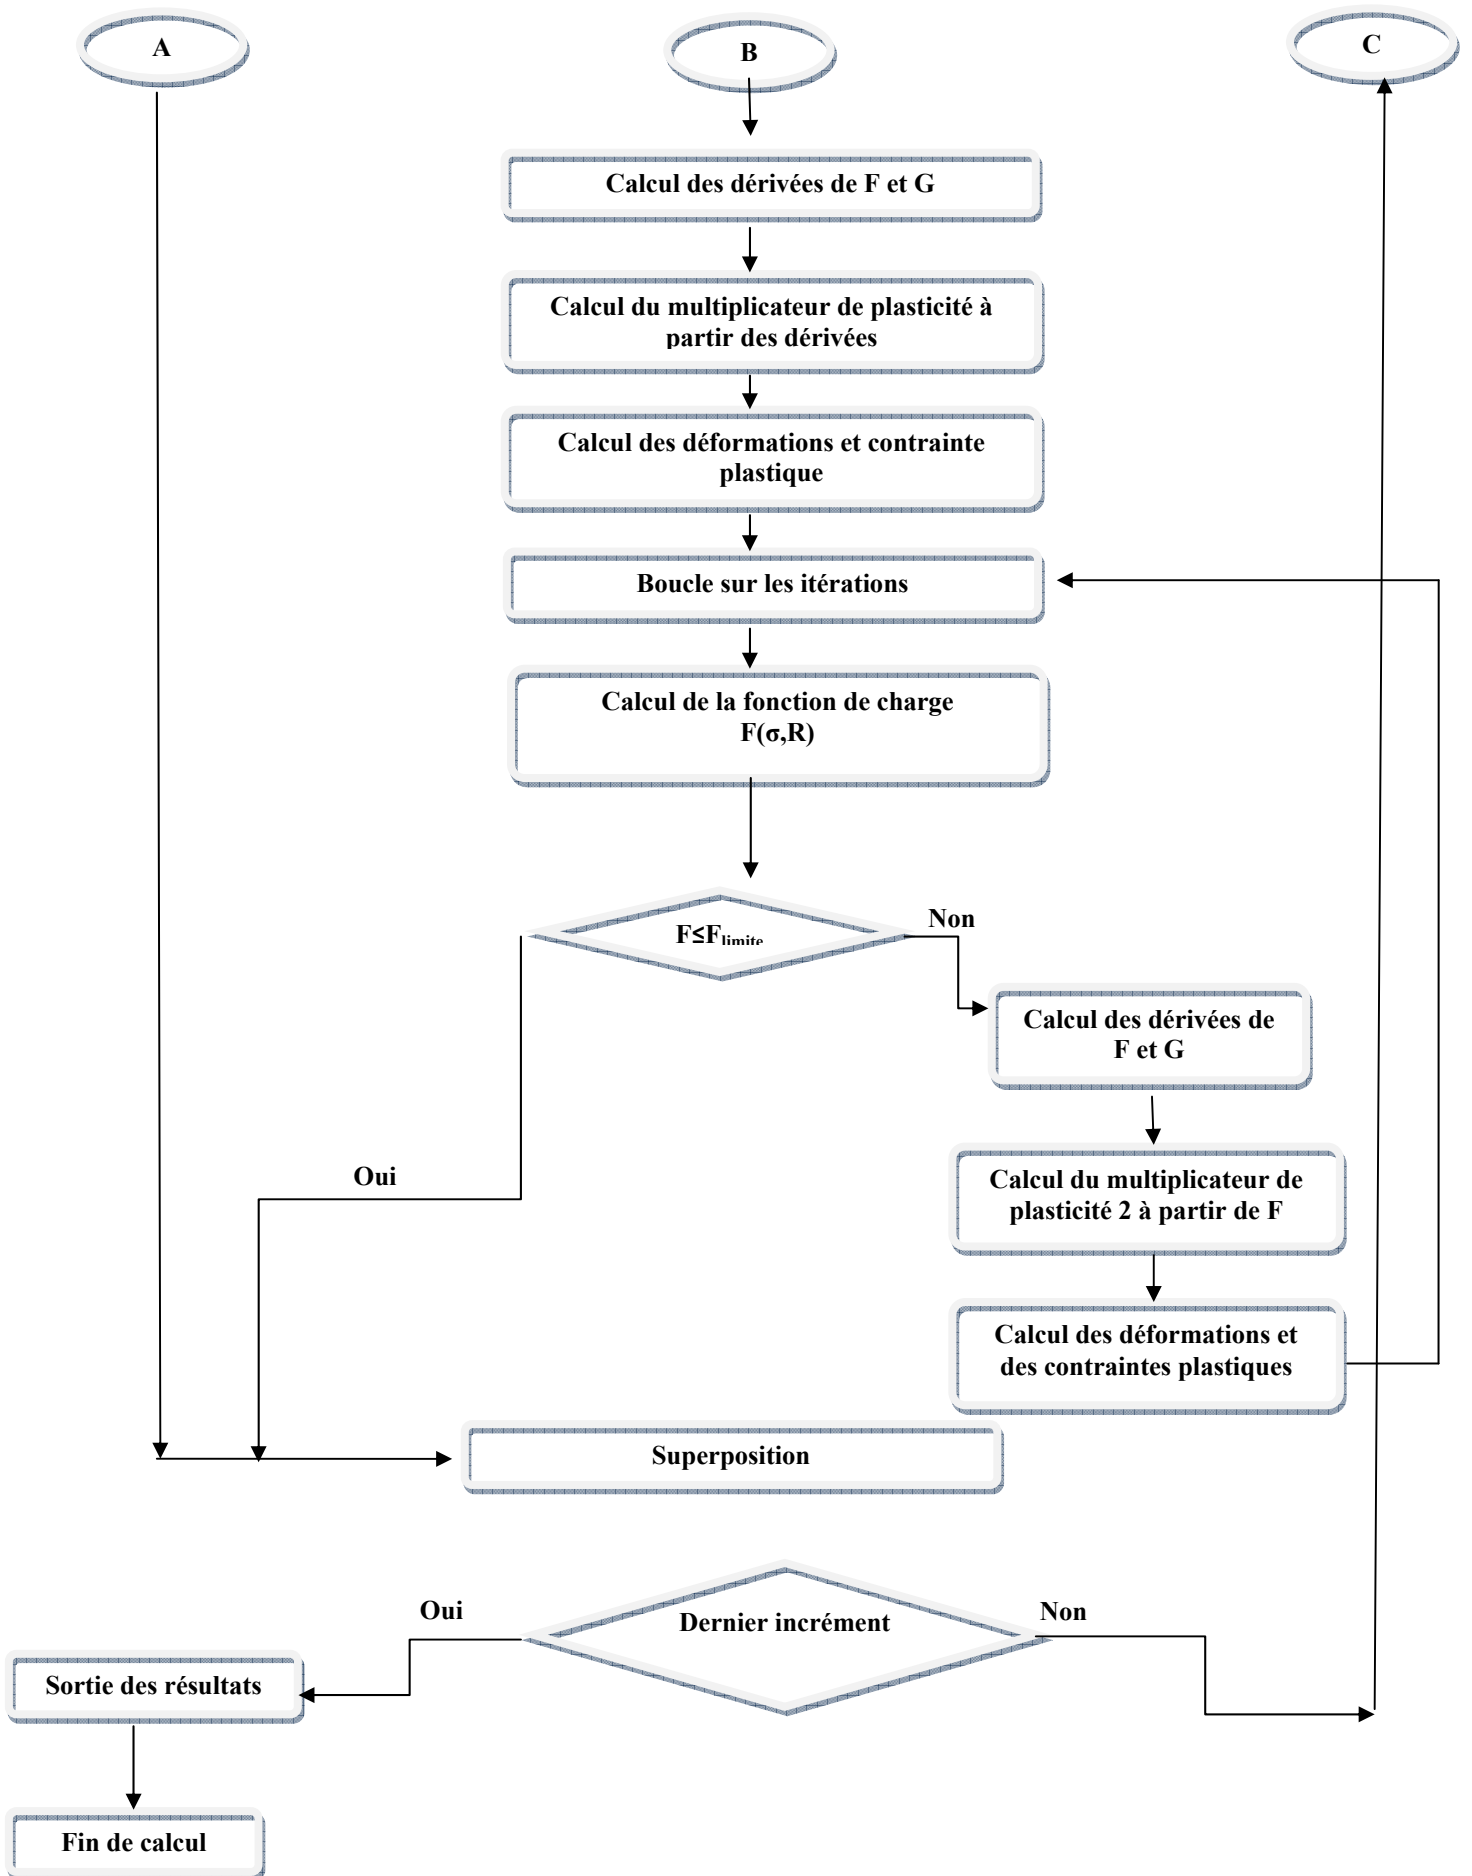 A
B
C
Calcul des dérivées de F et G
Calcul du multiplicateur de plasticité à
partir des dérivées
Calcul des déformations et contrainte
plastique
Boucle sur les itérations
Calcul de la fonction de charge
F(σ,R)
F≤Flimite
Non
Calcul des dérivées de
F et G
Calcul du multiplicateur de
plasticité 2 à partir de F
Oui
Calcul des déformations et
des contraintes plastiques
Superposition
Dernier incrément
Oui
Non
Sortie des résultats
Fin de calcul